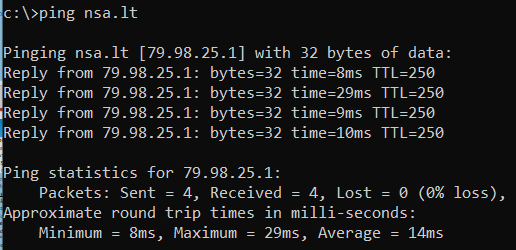 c:\>ping nsa.lt
Pinging nsa.lt [79.98.25.1] with 32 bytes of data:
Reply from 79.98.25.1: bytes=32 time=8ms TTL=250
Reply from 79.98.25.1: bytes=32 time=29ms TTL=250
Reply from 79.98.25.1: bytes=32 time=9ms TTL=250
Reply from 79.98.25.1: bytes=32 time=10ms TTL=250
Ping statistics for 79.98.25.1:
    Packets: Sent = 4, Received = 4, Lost = 0 (0% loss),
Approximate round trip times in milli-seconds:
    Minimum = 8ms, Maximum = 29ms, Average = 14ms